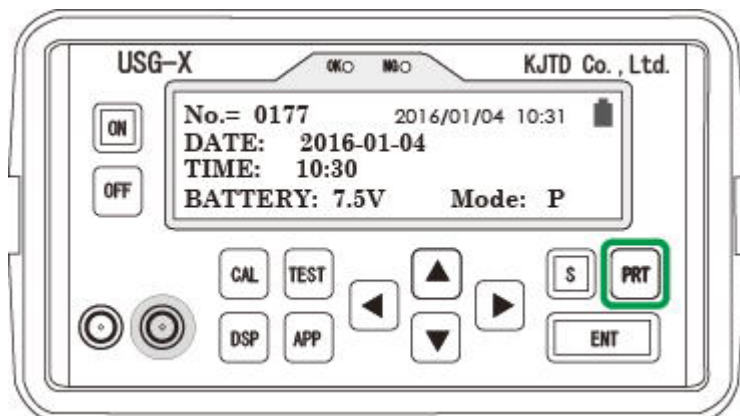 USG-X
OK NG
KJTD Co.,Ltd.
ON
OFF
No.= 0177 2016/01/04 10:31
DATE: 2016-01-04
TIME: 10:30
BATTERY: 7.5V Mode: P
CAL TEST S PRT
DSP APP ENT